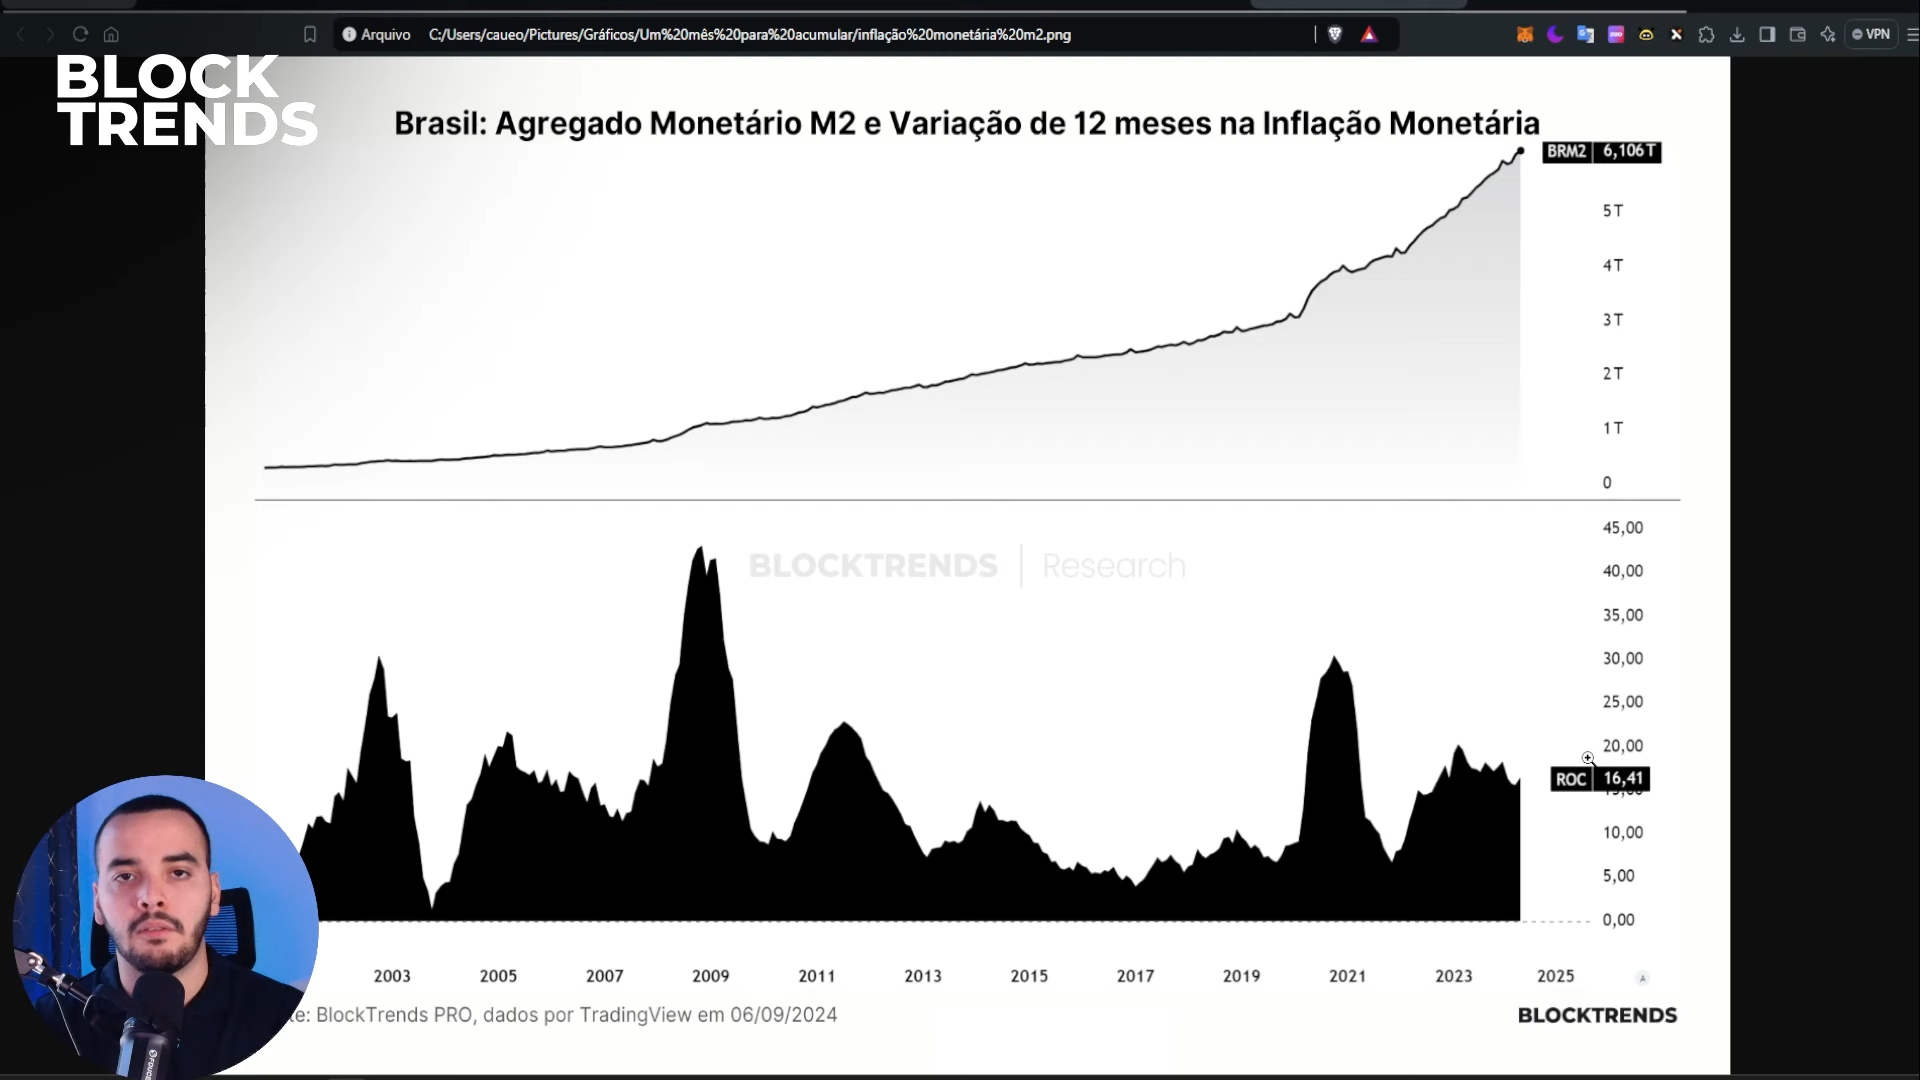 Arquivo C:/Users/caueo/Pictures/Gráficos/Um%20mês%20para%20acumular/inflação%20monetária%20m2.png
VPN
BLOCK
TRENDS
Brasil: Agregado Monetário M2 e Variação de 12 meses na Inflação Monetária
BRM2 6,106 T
5 T
4 T
3 T
2 T
1 T
0
45,00
40,00
BLOCKTRENDS | Research
35,00
30,00
25,00
20,00
ROC 16,41
15,00
10,00
5,00
0,00
2003 2005 2007 2009 2011 2013 2015 2017 2019 2021 2023 2025
te: BlockTrends PRO, dados por TradingView em 06/09/2024
BLOCKTRENDS